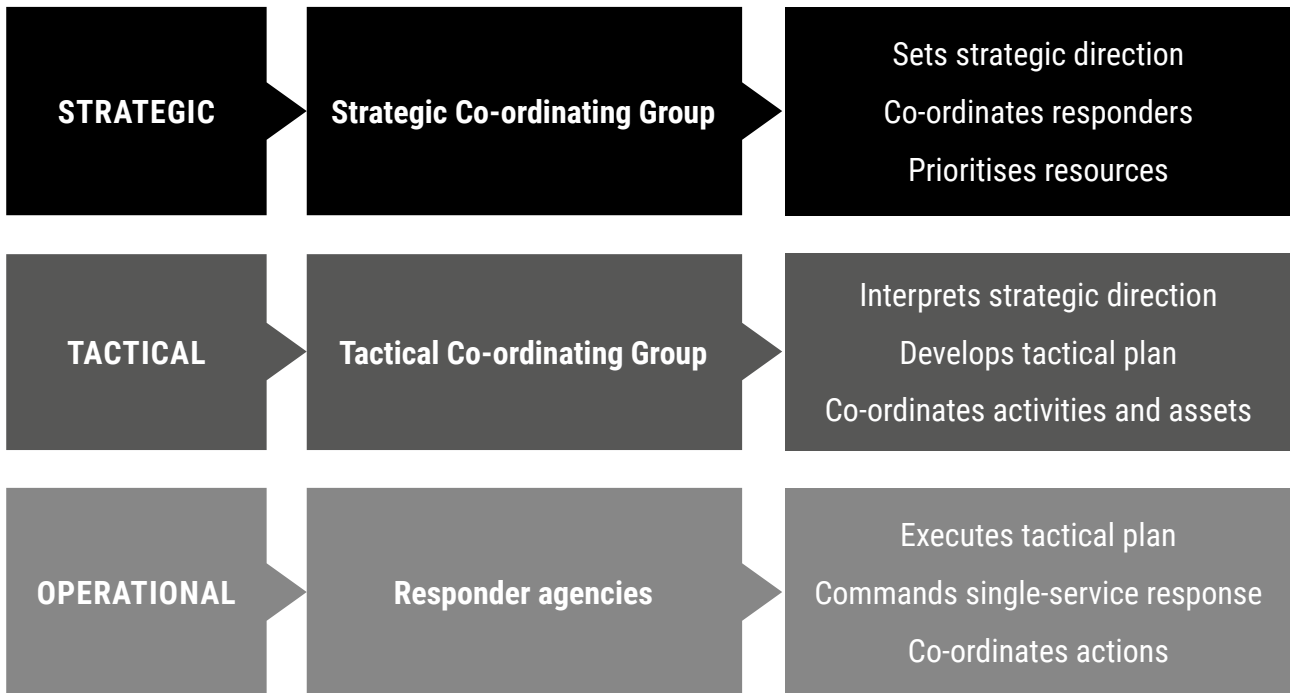 STRATEGIC
Strategic Co-ordinating Group
Sets strategic direction
Co-ordinates responders
Prioritises resources
TACTICAL
Tactical Co-ordinating Group
Interprets strategic direction
Develops tactical plan
Co-ordinates activities and assets
OPERATIONAL
Responder agencies
Executes tactical plan
Commands single-service response
Co-ordinates actions